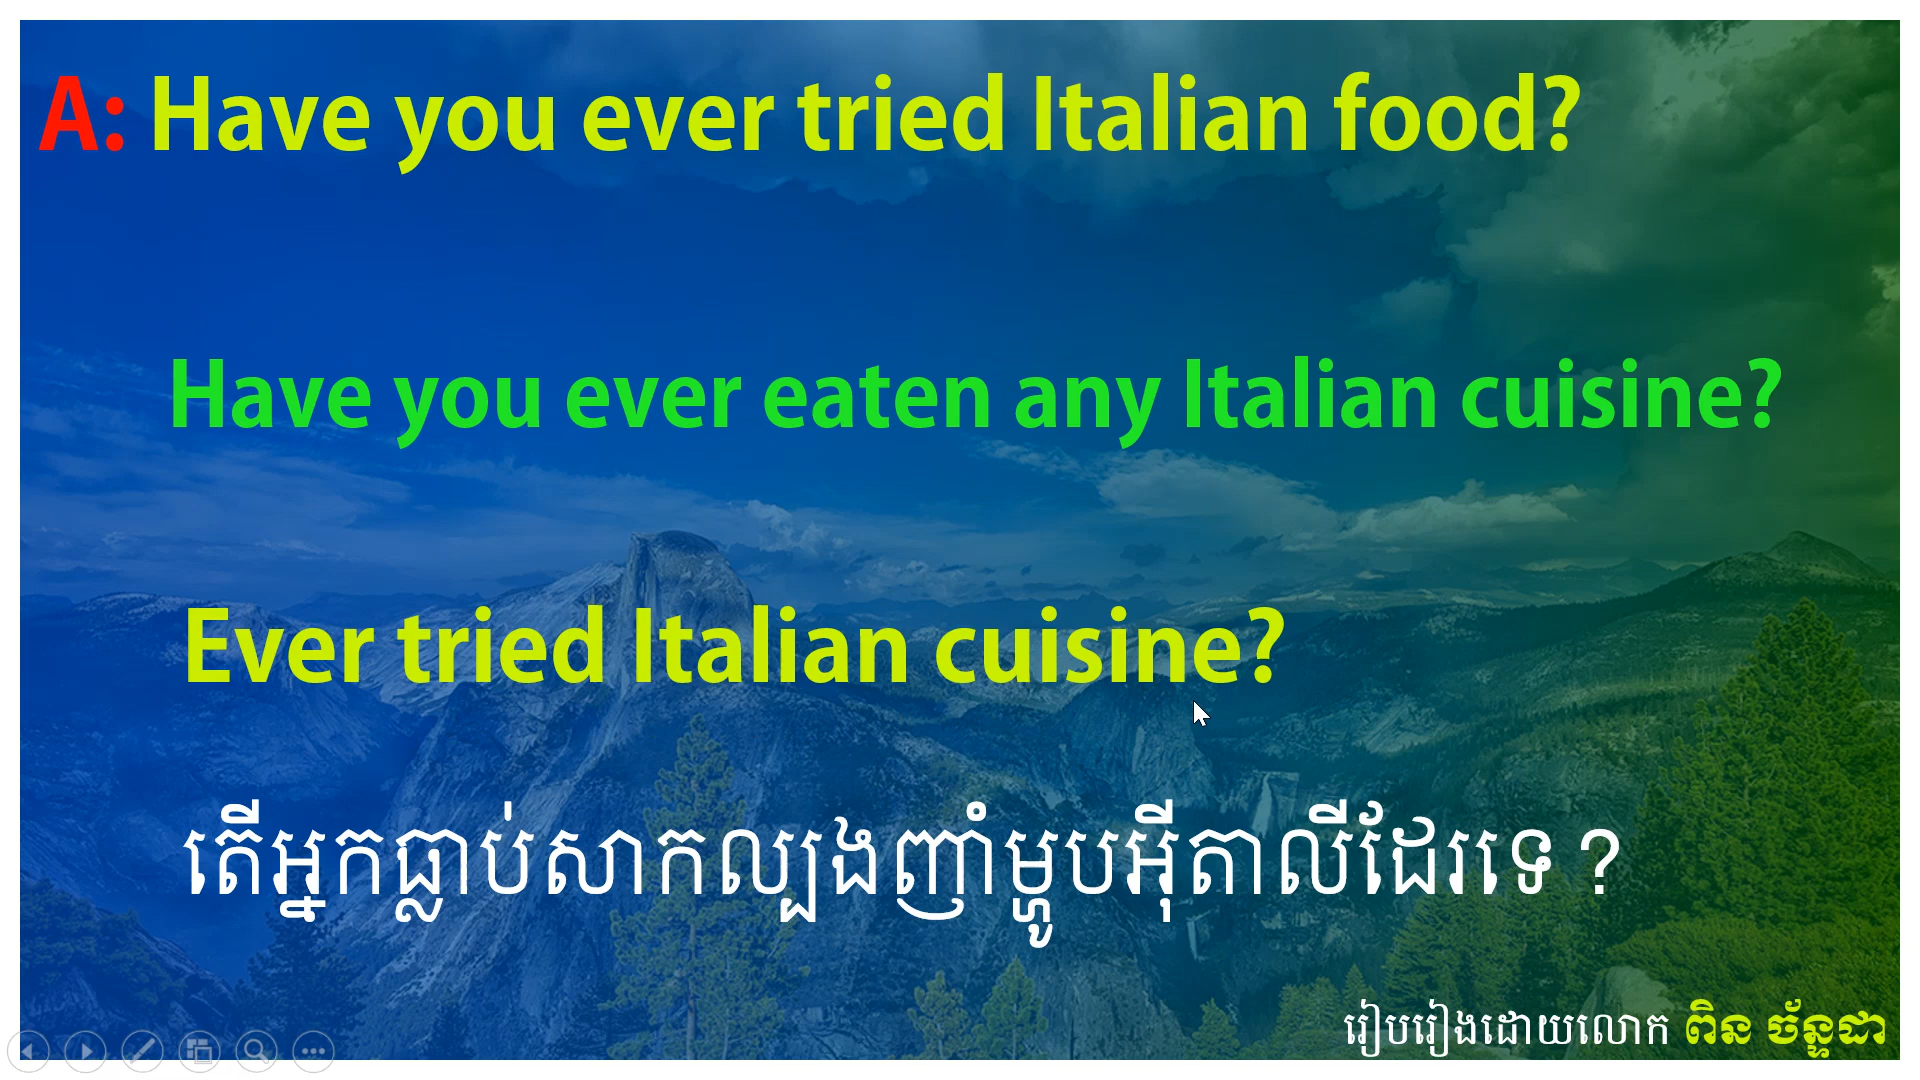 A: Have you ever tried Italian food?
Have you ever eaten any Italian cuisine?
Ever tried Italian cuisine?
តើអ្នកធ្លាប់សាកល្បងញ៉ាំម្ហូបអ៊ីតាលីដែរទេ ?
រៀបរៀងដោយលោក ពិន ច័ន្ទដា